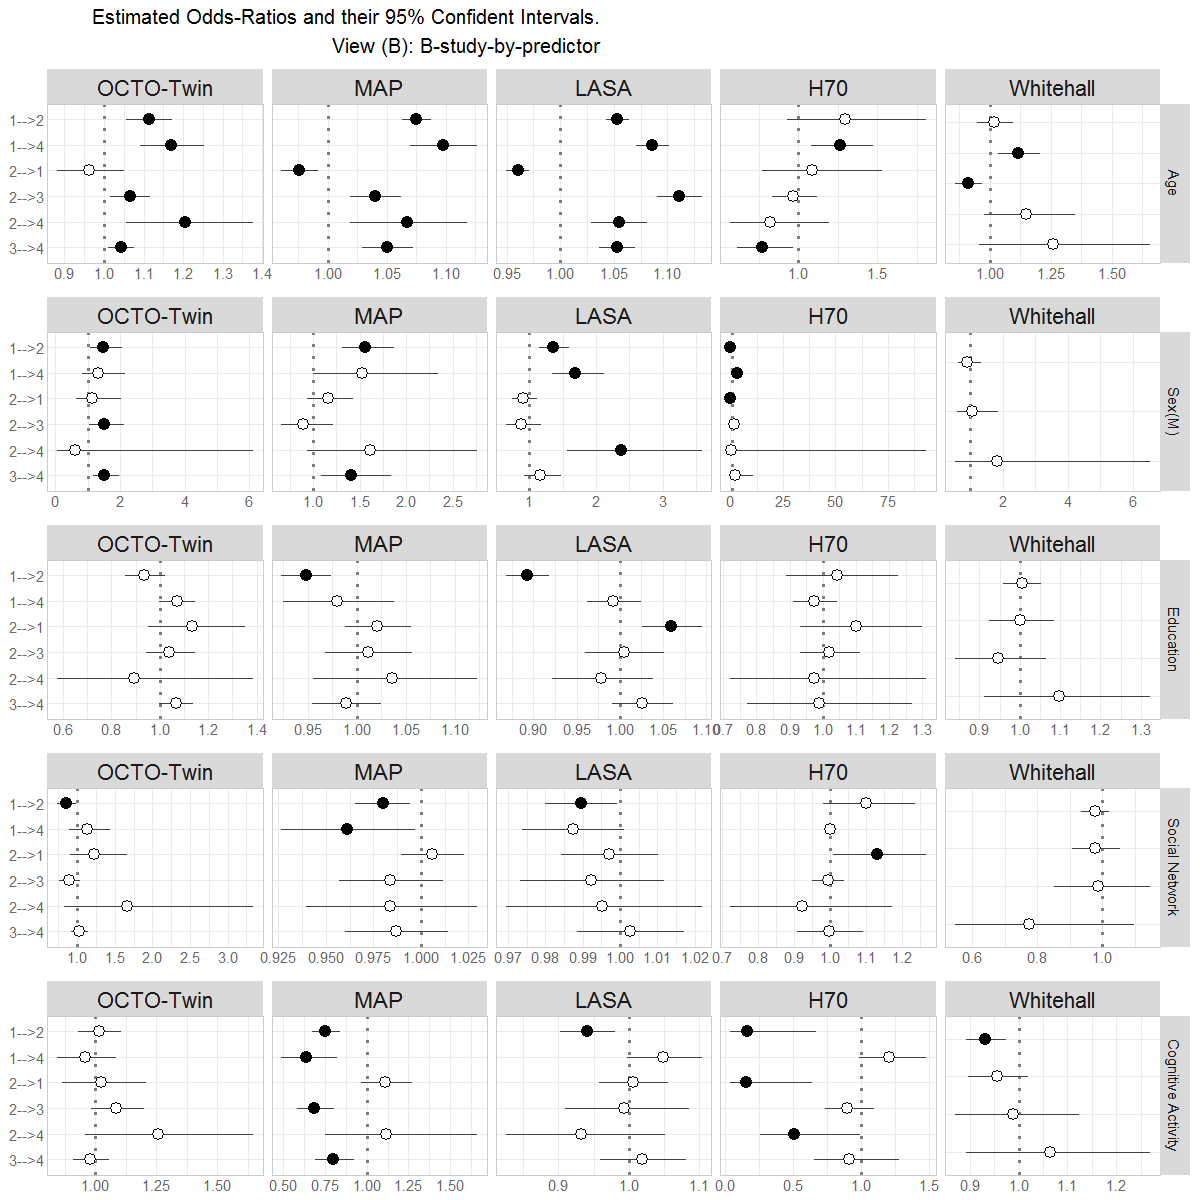 Estimated Odds-Ratios and their 95% Confident Intervals.
View (B): B-study-by-predictor
OCTO-Twin MAP LASA H70 Whitehall
1-->2
1-->4
2-->1
2-->3
2-->4
3-->4
Age
0.9 1.0 1.1 1.2 1.3 1.4 1.00 1.05 1.10 0.95 1.00 1.05 1.10 1.0 1.5 1.00 1.25 1.50
OCTO-Twin MAP LASA H70 Whitehall
1-->2
1-->4
2-->1
2-->3
2-->4
3-->4
Sex(M)
0 2 4 6 1.0 1.5 2.0 2.5 1 2 3 0 25 50 75 2 4 6
OCTO-Twin MAP LASA H70 Whitehall
1-->2
1-->4
2-->1
2-->3
2-->4
3-->4
Education
0.6 0.8 1.0 1.2 1.4 0.95 1.00 1.05 1.10 0.90 0.95 1.00 1.05 1.10 0.7 0.8 0.9 1.0 1.1 1.2 1.3 0.9 1.0 1.1 1.2 1.3
OCTO-Twin MAP LASA H70 Whitehall
1-->2
1-->4
2-->1
2-->3
2-->4
3-->4
Social Network
1.0 1.5 2.0 2.5 3.0 0.925 0.950 0.975 1.000 1.025 0.97 0.98 0.99 1.00 1.01 1.02 0.7 0.8 0.9 1.0 1.1 1.2 0.6 0.8 1.0
OCTO-Twin MAP LASA H70 Whitehall
1-->2
1-->4
2-->1
2-->3
2-->4
3-->4
Cognitive Activity
1.00 1.25 1.50 0.50 0.75 1.00 1.25 1.50 0.9 1.0 1.1 0.0 0.5 1.0 1.5 0.9 1.0 1.1 1.2